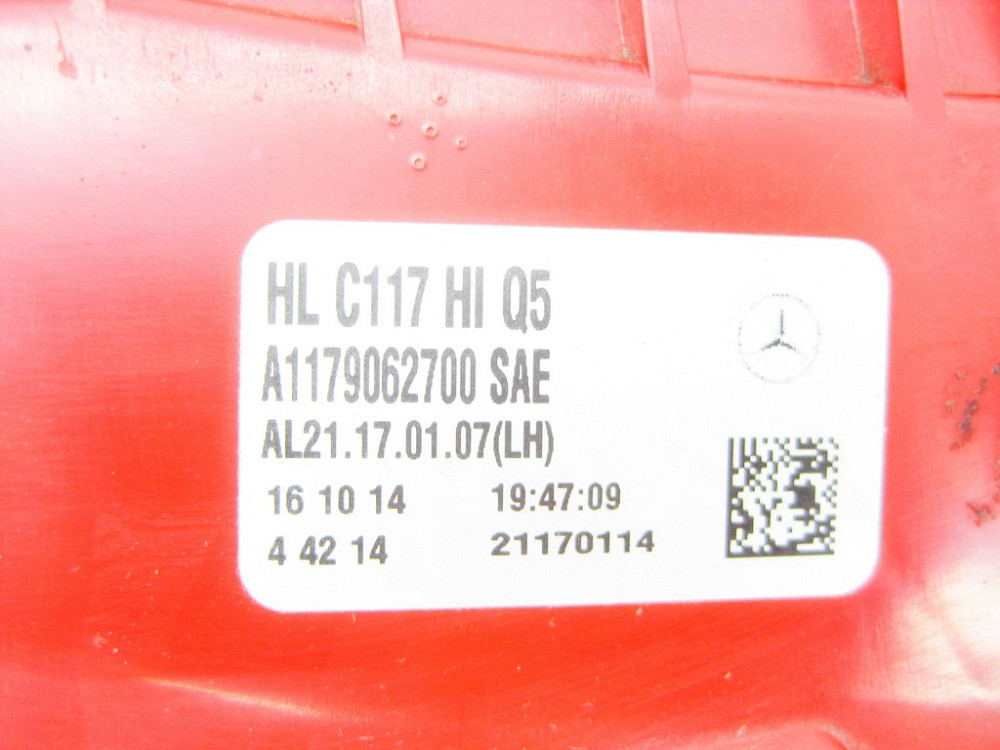 HL C117 HI Q5
A1179062700 SAE
AL21.17.01.07(LH)
16 10 14 19:47:09
4 42 14 21170114